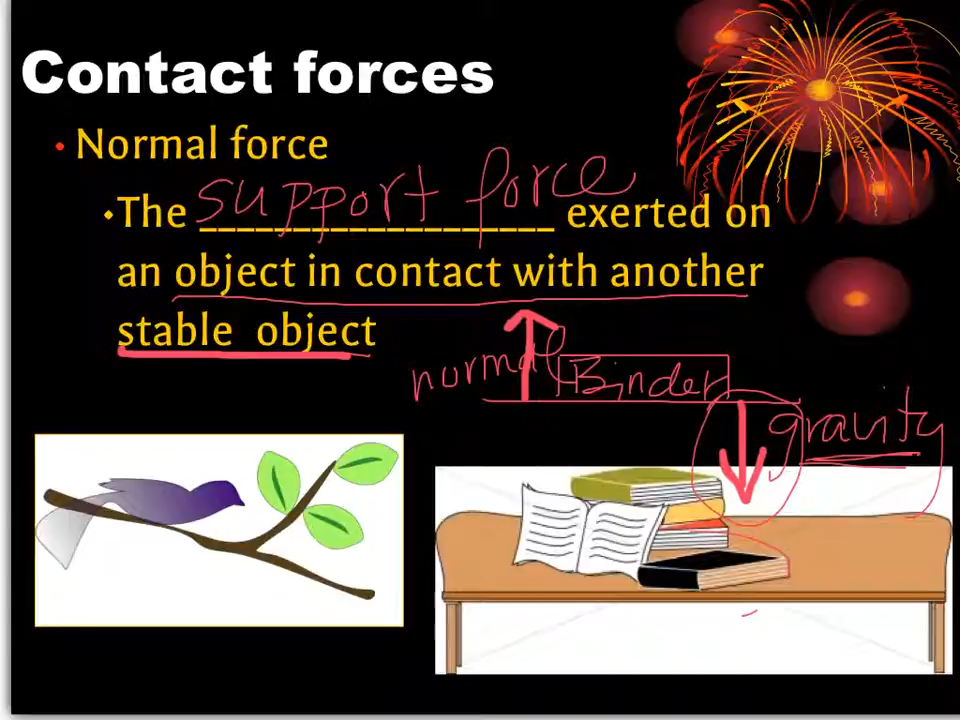 Contact forces
• Normal force
•The support force exerted on
an object in contact with another
stable object
normal Binder
gravity